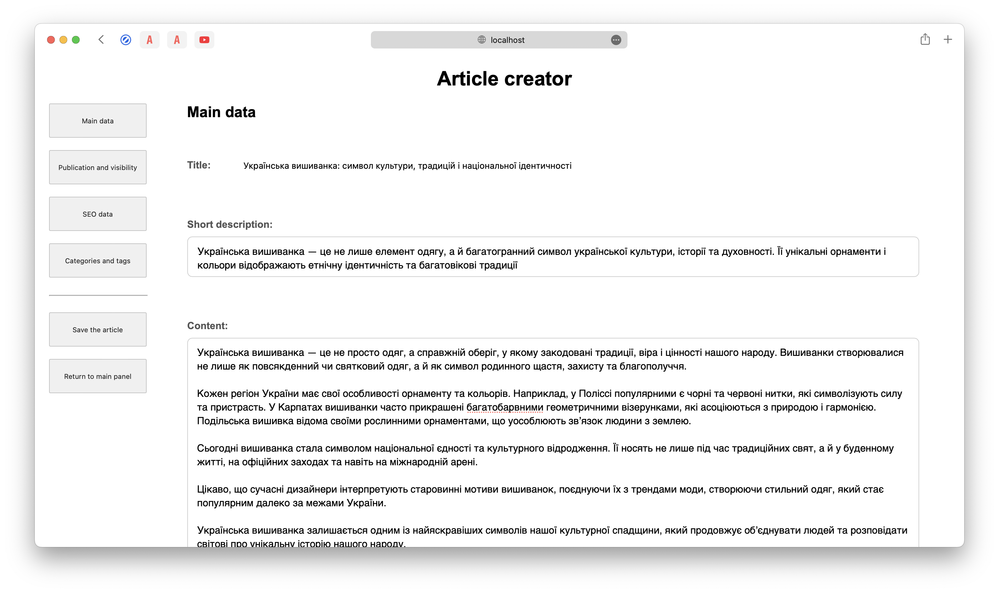 localhost
Article creator
Main data
Main data
Publication and visibility
SEO data
Categories and tags
Save the article
Return to main panel
Title:
Українська вишиванка: символ культури, традицій і національної ідентичності
Short description:
Українська вишиванка — це не лише елемент одягу, а й багатогранний символ української культури, історії та духовності. Її унікальні орнаменти і
кольори відображають етнічну ідентичність та багатовікові традиції
Content:
Українська вишиванка — це не просто одяг, а справжній оберіг, у якому закодовані традиції, віра і цінності нашого народу. Вишиванки створювалися
не лише як повсякденний чи святковий одяг, а й як символ родинного щастя, захисту та благополуччя.
Кожен регіон України має свої особливості орнаменту та кольорів. Наприклад, у Поліссі популярними є чорні та червоні нитки, які символізують силу
та пристрасть. У Карпатах вишиванки часто прикрашені багатобарвними геометричними візерунками, які асоціюються з природою і гармонією.
Подільська вишивка відома своїми рослинними орнаментами, що уособлюють зв’язок людини з землею.
Сьогодні вишиванка стала символом національної єдності та культурного відродження. Її носять не лише під час традиційних свят, а й у буденному
житті, на офіційних заходах та навіть на міжнародній арені.
Цікаво, що сучасні дизайнери інтерпретують старовинні мотиви вишиванок, поєднуючи їх з трендами моди, створюючи стильний одяг, який стає
популярним далеко за межами України.
Українська вишиванка залишається одним із найяскравіших символів нашої культурної спадщини, який продовжує об’єднувати людей та розповідати
світові про унікальну історію нашого народу.